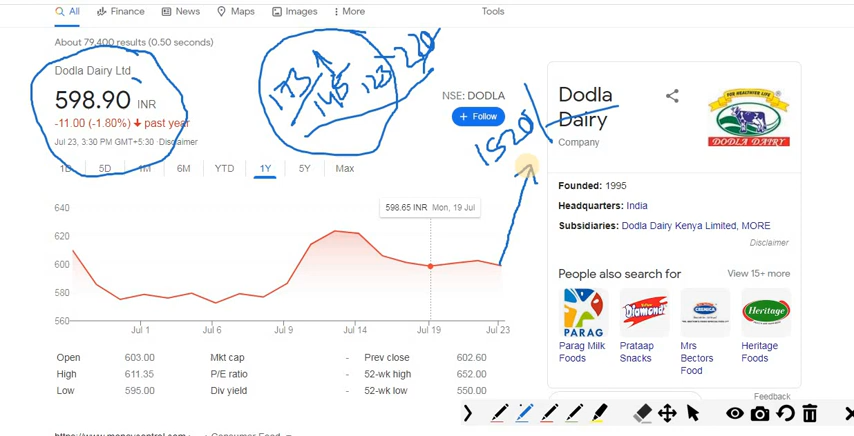 All Finance News Maps Images More Tools
About 79,400 results (0.50 seconds)
Dodla Dairy Ltd
598.90 INR
-11.00 (-1.80%) past year
Jul 23, 3:30 PM GMT+5:30 · Disclaimer
NSE: DODLA
+ Follow
1520/
1D 5D 1M 6M YTD 1Y 5Y Max
598.65 INR Mon, 19 Jul
640
620
600
580
560
Jul 1 Jul 6 Jul 9 Jul 14 Jul 19 Jul 23
Open 603.00 Mkt cap - Prev close 602.60
High 611.35 P/E ratio - 52-wk high 652.00
Low 595.00 Div yield - 52-wk low 550.00
Dodla
Dairy
Company
FOR HEALTHIER LIFE
DODLA DAIRY
Founded: 1995
Headquarters: India
Subsidiaries: Dodla Dairy Kenya Limited, MORE
Disclaimer
People also search for View 15+ more
PARAG
Diamond
CREMICA
Heritage
Parag Milk Foods
Prataap Snacks
Mrs Bectors Food
Heritage Foods
Feedback